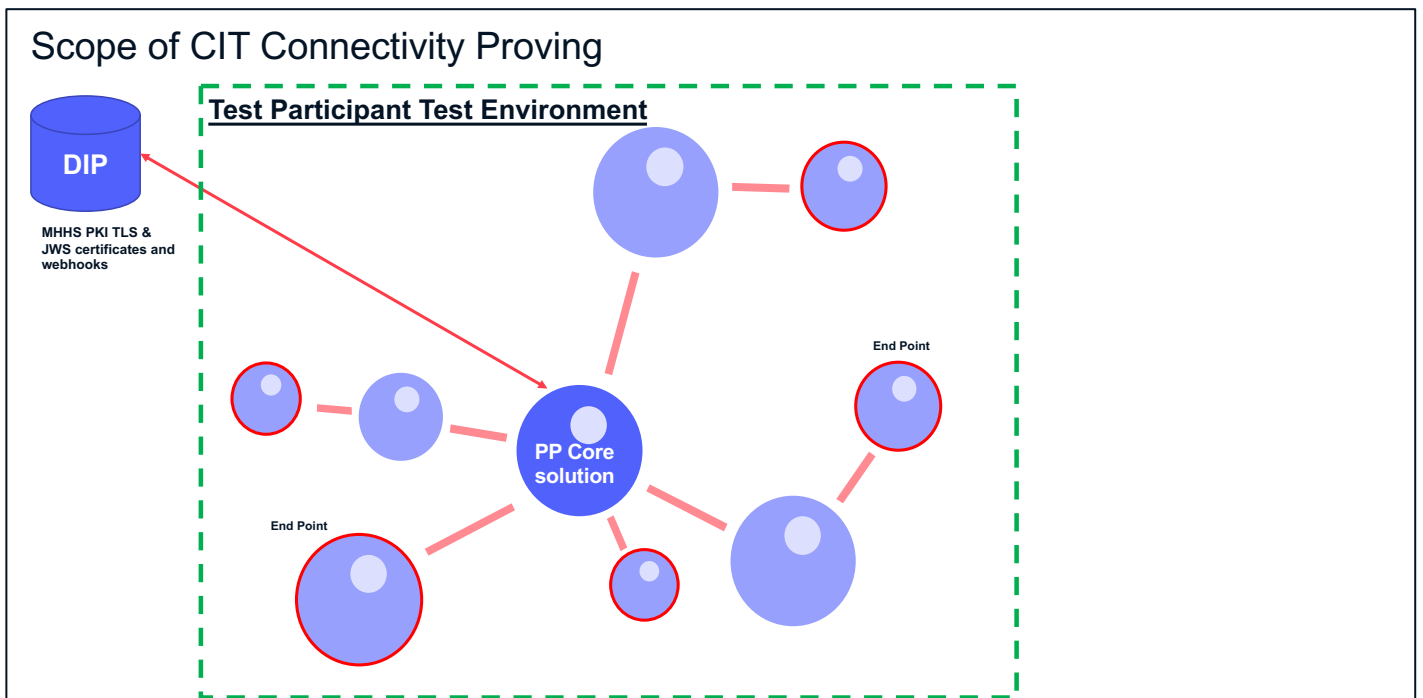 Scope of CIT Connectivity Proving
Test Participant Test Environment
DIP
MHHS PKI TLS &
JWS certificates and
webhooks
End Point
PP Core
solution
End Point